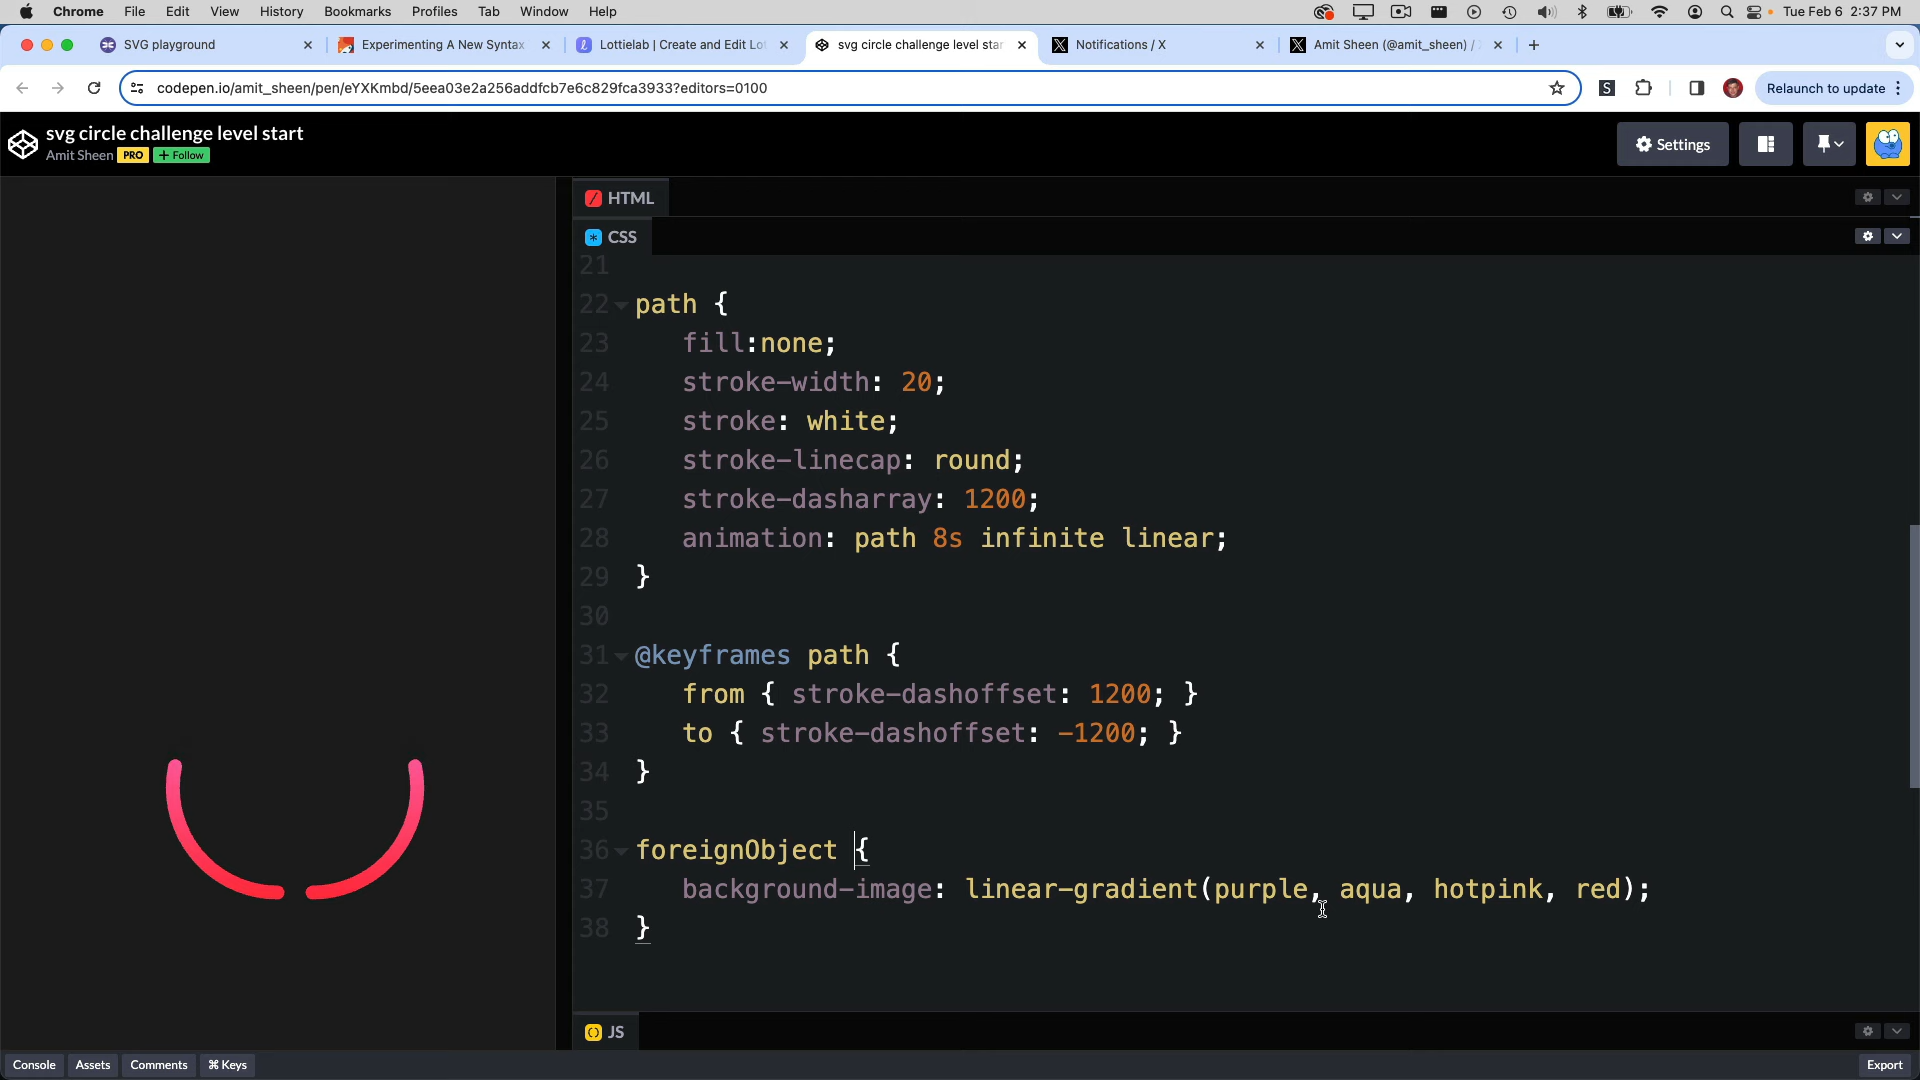 Chrome File Edit View History Bookmarks Profiles Tab Window Help Tue Feb 6 2:37 PM
SVG playground Experimenting A New Syntax Lottielab | Create and Edit Lot svg circle challenge level star Notifications / X Amit Sheen (@amit_sheen) /
codepen.io/amit_sheen/pen/eYXKmbd/5eea03e2a256addfcb7e6c829fca3933?editors=0100 S Relaunch to update
svg circle challenge level start
Amit Sheen PRO + Follow
Settings
HTML
CSS
21
22 path {
23 fill:none;
24 stroke-width: 20;
25 stroke: white;
26 stroke-linecap: round;
27 stroke-dasharray: 1200;
28 animation: path 8s infinite linear;
29 }
30
31 @keyframes path {
32 from { stroke-dashoffset: 1200; }
33 to { stroke-dashoffset: -1200; }
34 }
35
36 foreignObject {
37 background-image: linear-gradient(purple, aqua, hotpink, red);
38 }
JS
Console Assets Comments ⌘ Keys Export